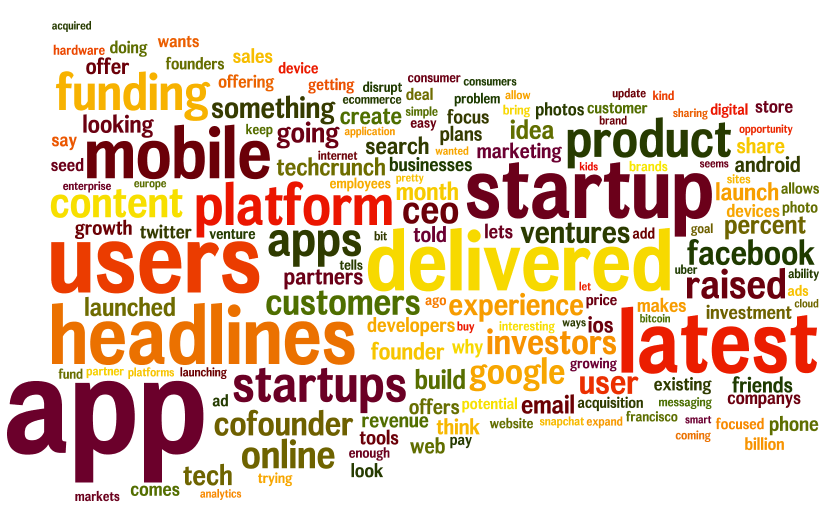 acquired
hardware doing wants
offer founders sales device
funding offering getting disrupt consumer consumers
looking something ecommerce deal problem allow update kind
create simple focus bring photos customer sharing digital store
say keep going application easy plans idea brand product opportunity
mobile search marketing share
seed internet techcrunch businesses wanted kids brands seems android
enterprise europe employees pretty month startup sites launch allows
content platform ceo devices photo
growth twitter venture apps bit told lets ventures add goal percent
users tells delivered facebook
partners uber raised ability
launched customers ago experience let price makes ads cloud
headlines developers buy interesting ways ios bitcoin investment
founder why investors latest
fund partner platforms launching growing
app startups build google user existing friends
ad offers potential email acquisition messaging companys
cofounder revenue think website snapchat expand francisco smart focused phone
online tools web pay coming billion
enough
tech trying look
markets comes analytics